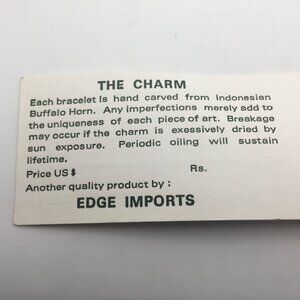 THE CHARM
Each bracelet is hand carved from Indonesian
Buffalo Horn. Any imperfections merely add to
the uniqueness of each piece of art. Breakage
may occur if the charm is exessively dried by
sun exposure. Periodic oiling will sustain
lifetime.
Price US $ Rs.
Another quality product by :
EDGE IMPORTS